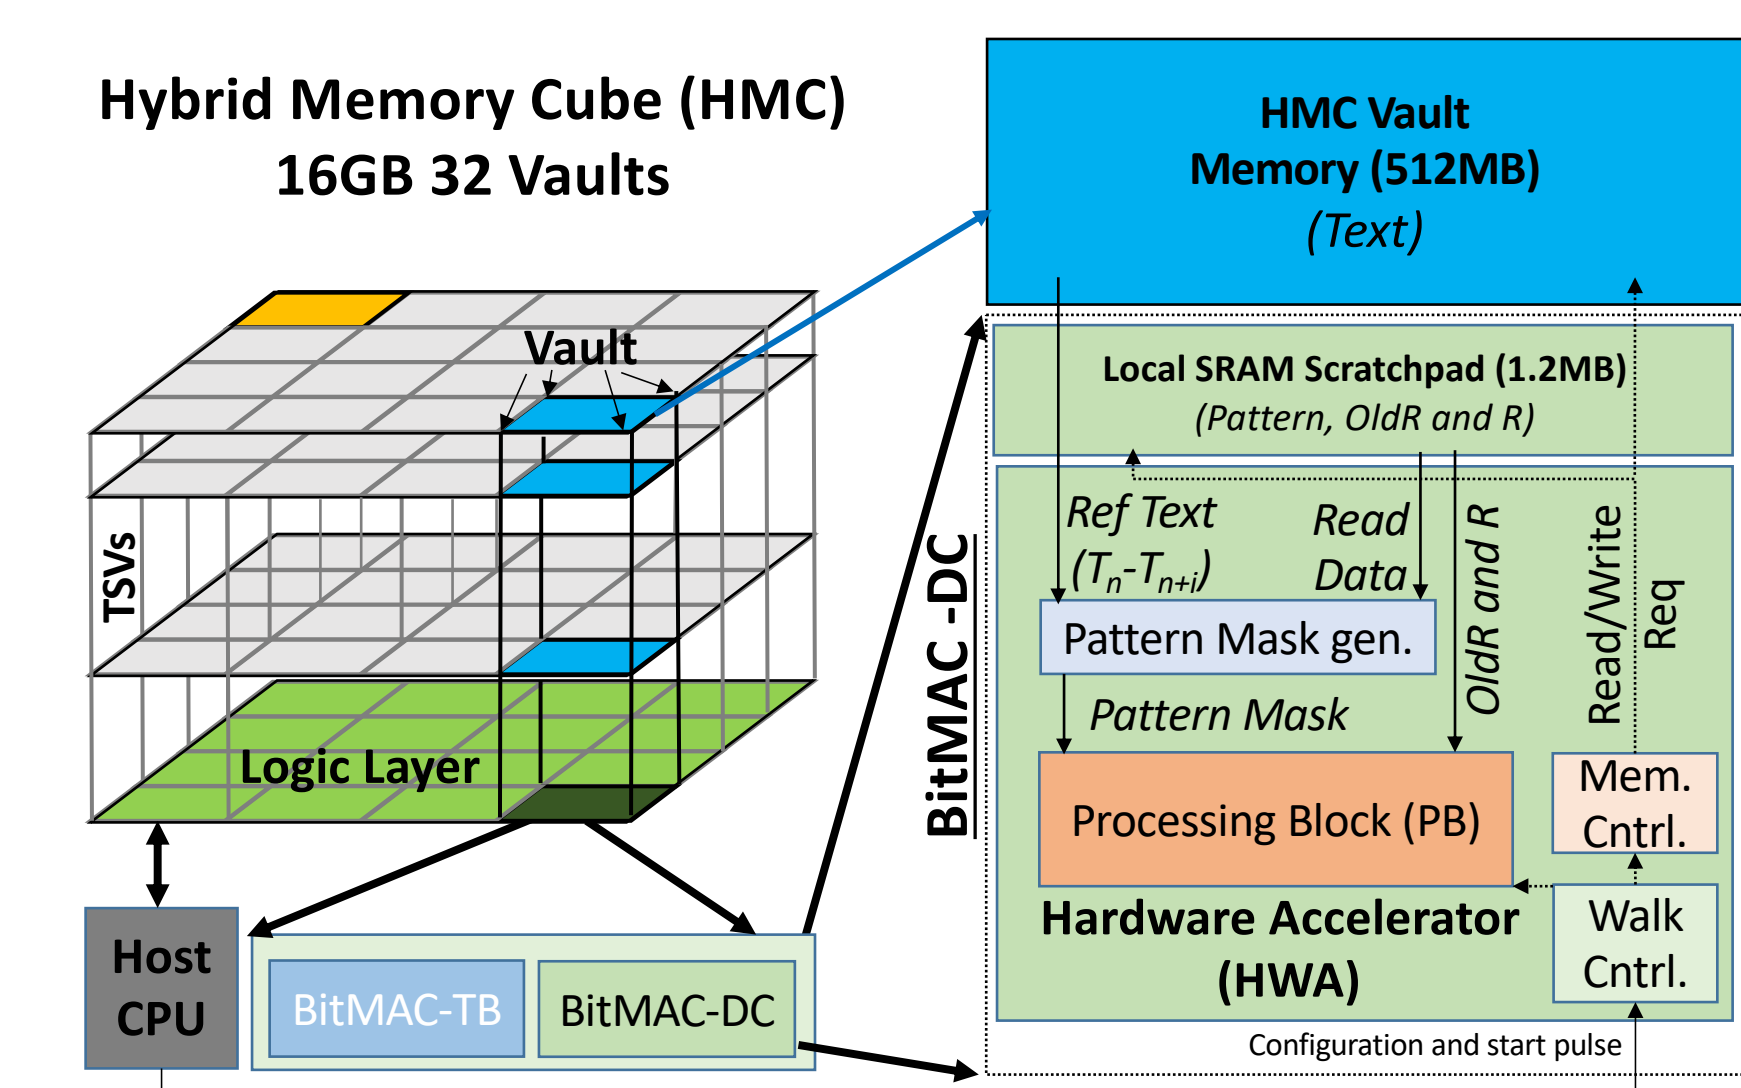 Hybrid Memory Cube (HMC)
16GB 32 Vaults
Vault
TSVs
Logic Layer
Host
CPU
BitMAC-TB
BitMAC-DC
BitMAC -DC
HMC Vault
Memory (512MB)
(Text)
Local SRAM Scratchpad (1.2MB)
(Pattern, OldR and R)
Ref Text
(Tn-Tn+i)
Read
Data
OldR and R
Read/Write
Req
Pattern Mask gen.
Pattern Mask
Processing Block (PB)
Mem.
Cntrl.
Walk
Cntrl.
Hardware Accelerator
(HWA)
Configuration and start pulse